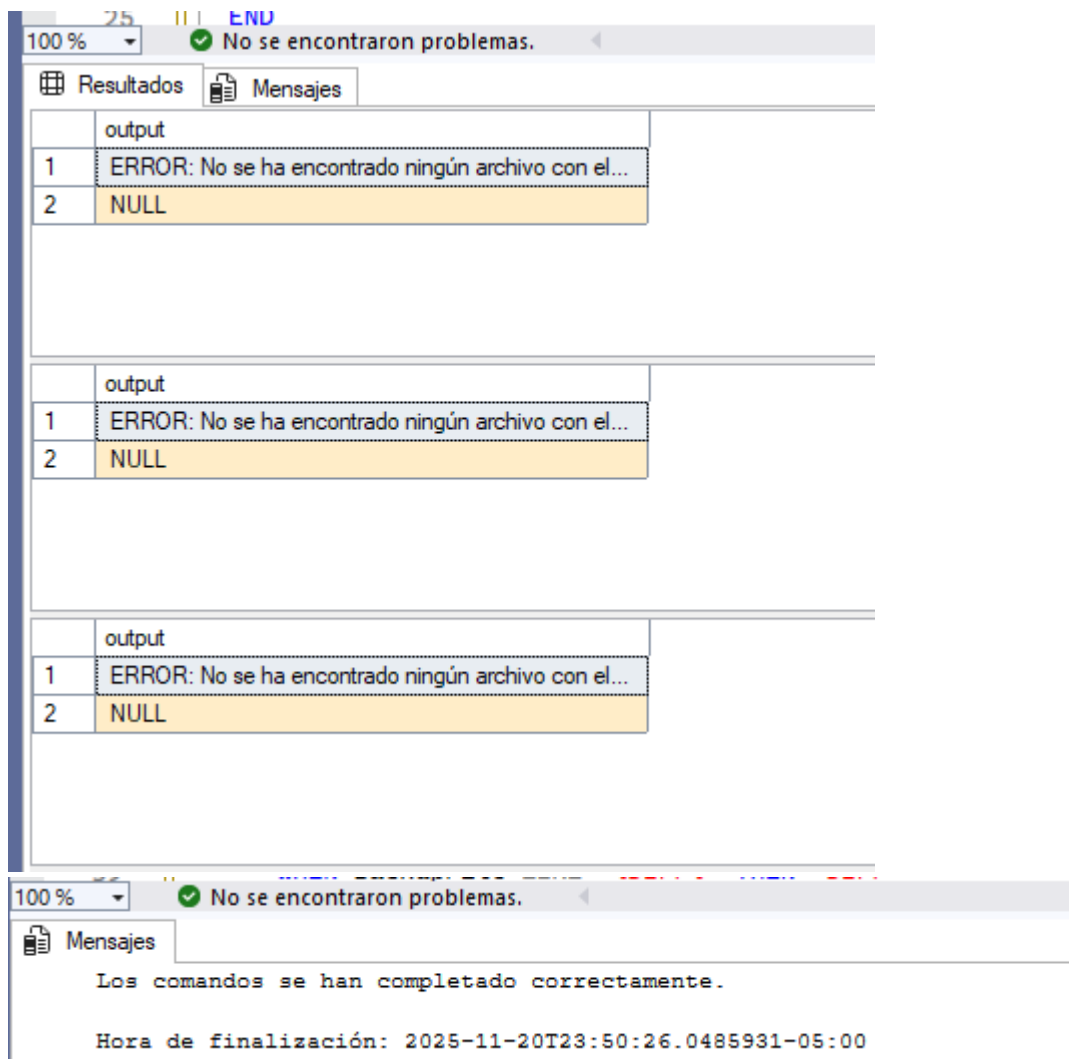 25 END
100 % No se encontraron problemas.
Resultados Mensajes
output
1 ERROR: No se ha encontrado ningún archivo con el...
2 NULL
output
1 ERROR: No se ha encontrado ningún archivo con el...
2 NULL
output
1 ERROR: No se ha encontrado ningún archivo con el...
2 NULL
100 % No se encontraron problemas.
Mensajes
Los comandos se han completado correctamente.
Hora de finalización: 2025-11-20T23:50:26.0485931-05:00